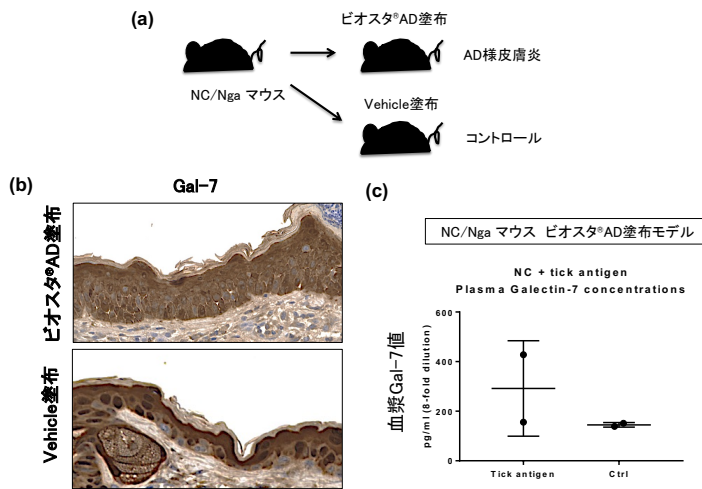 (a)
ビオスタ®AD塗布
AD様皮膚炎
NC/Nga マウス
Vehicle塗布
コントロール
(b)
Gal-7
ビオスタ®AD塗布
Vehicle塗布
(c)
NC/Nga マウス ビオスタ®AD塗布モデル
NC + tick antigen
Plasma Galectin-7 concentrations
血漿Gal-7値
pg/ml (8-fold dilution)
600
400
200
0
Tick antigen
Ctrl